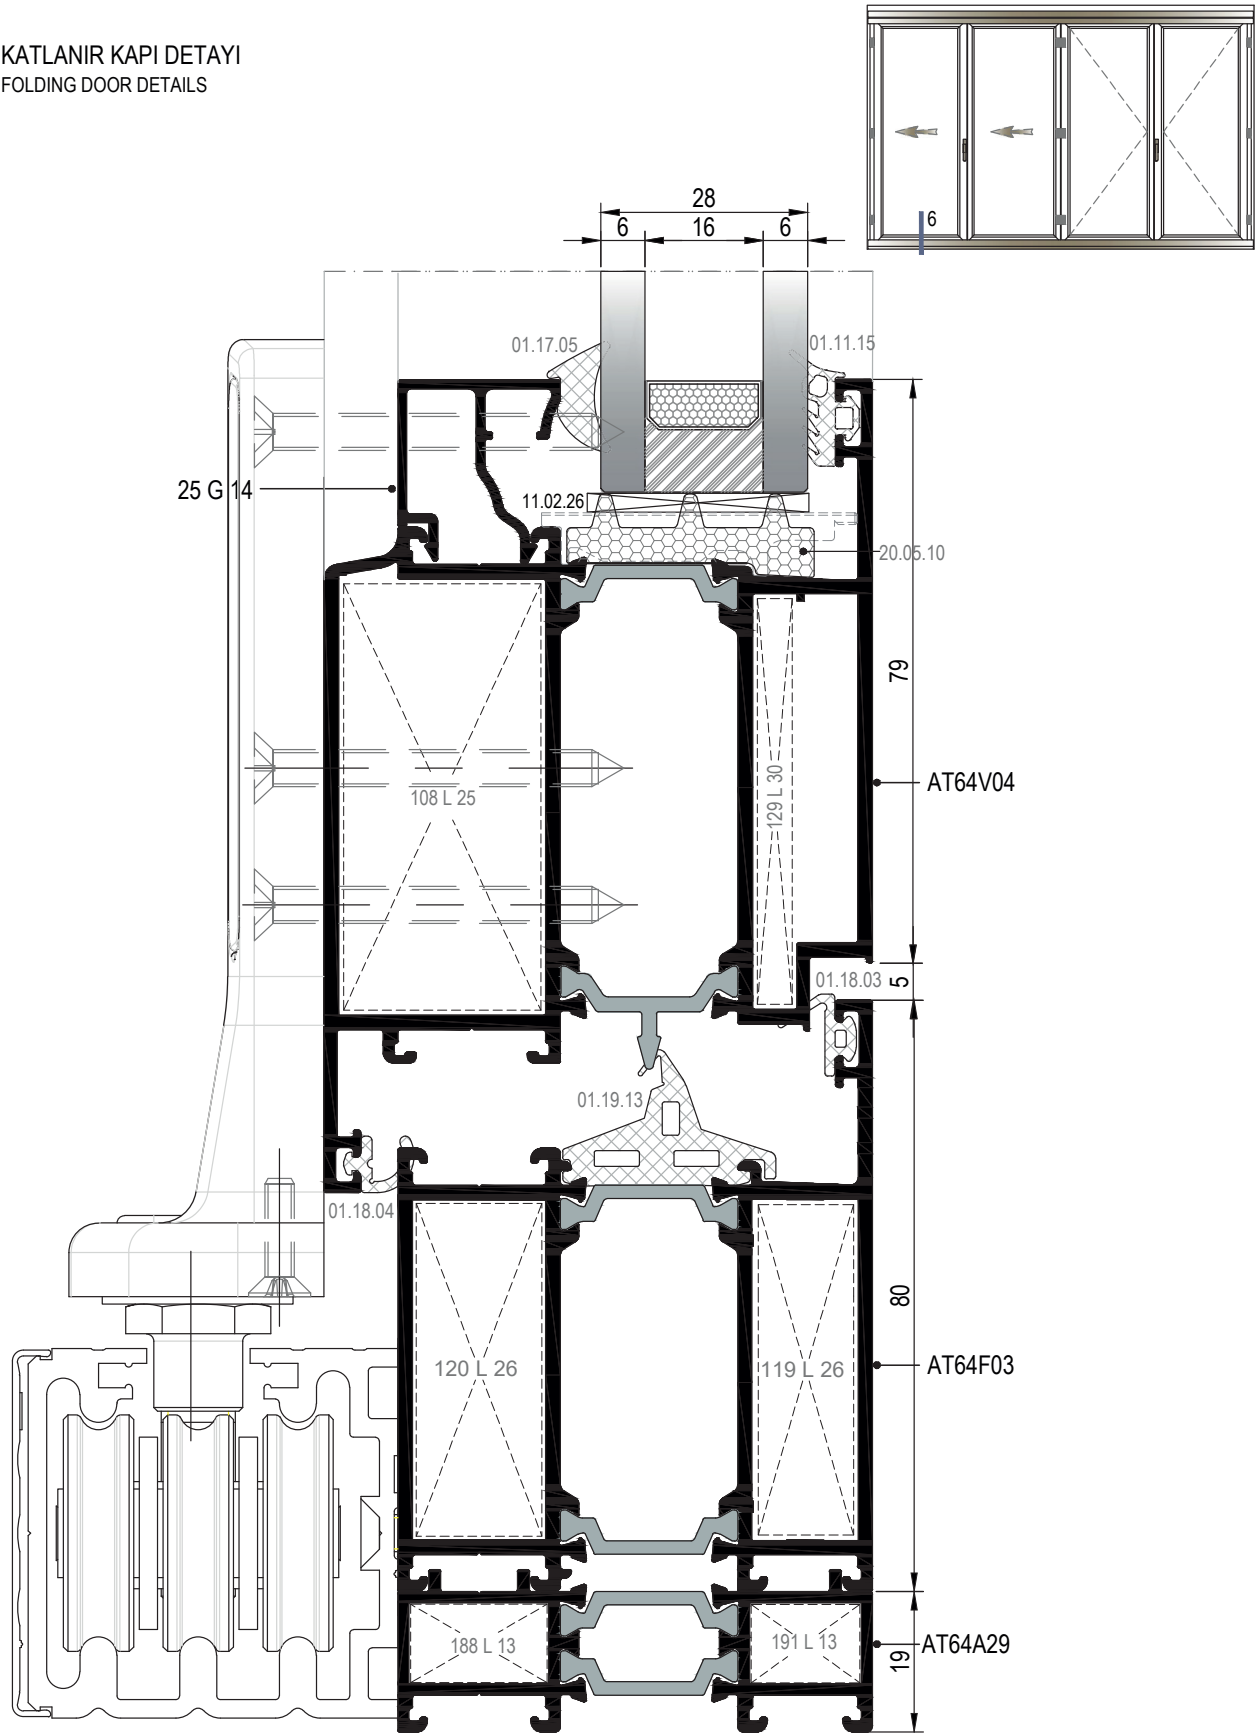 KATLANIR KAPI DETAYI
FOLDING DOOR DETAILS
6
28
6
16
6
01.17.05
01.11.15
25 G 14
11.02.26
20.05.10
79
108 L 25
129 L 30
AT64V04
01.18.03
5
01.19.13
01.18.04
80
120 L 26
119 L 26
AT64F03
188 L 13
191 L 13
19
AT64A29